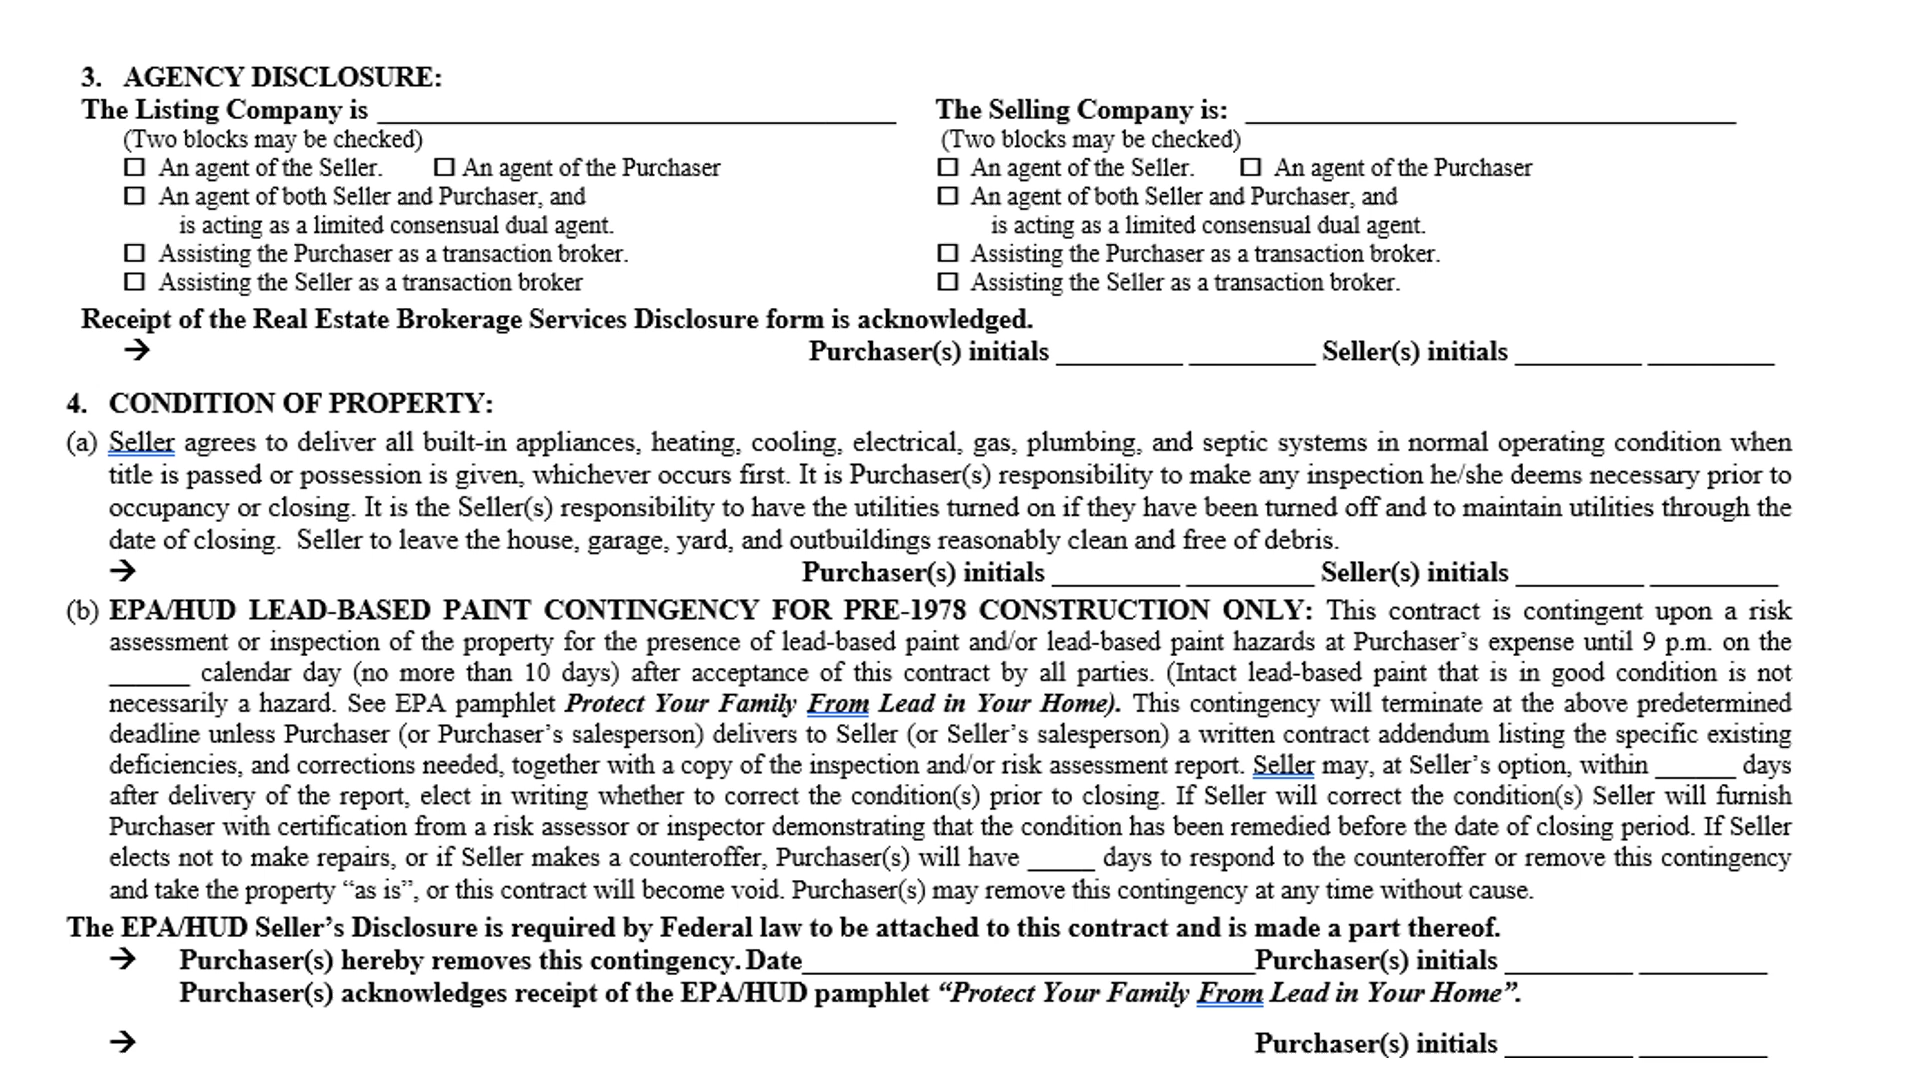 3. AGENCY DISCLOSURE:
The Listing Company is ____________________ The Selling Company is: ____________________
(Two blocks may be checked) (Two blocks may be checked)
☐ An agent of the Seller. ☐ An agent of the Purchaser ☐ An agent of the Seller. ☐ An agent of the Purchaser
☐ An agent of both Seller and Purchaser, and ☐ An agent of both Seller and Purchaser, and
is acting as a limited consensual dual agent. is acting as a limited consensual dual agent.
☐ Assisting the Purchaser as a transaction broker. ☐ Assisting the Purchaser as a transaction broker.
☐ Assisting the Seller as a transaction broker ☐ Assisting the Seller as a transaction broker.
Receipt of the Real Estate Brokerage Services Disclosure form is acknowledged.
→ Purchaser(s) initials _________ _________ Seller(s) initials _________ _________
4. CONDITION OF PROPERTY:
(a) Seller agrees to deliver all built-in appliances, heating, cooling, electrical, gas, plumbing, and septic systems in normal operating condition when
title is passed or possession is given, whichever occurs first. It is Purchaser(s) responsibility to make any inspection he/she deems necessary prior to
occupancy or closing. It is the Seller(s) responsibility to have the utilities turned on if they have been turned off and to maintain utilities through the
date of closing. Seller to leave the house, garage, yard, and outbuildings reasonably clean and free of debris.
→ Purchaser(s) initials _________ _________ Seller(s) initials _________ _________
(b) EPA/HUD LEAD-BASED PAINT CONTINGENCY FOR PRE-1978 CONSTRUCTION ONLY: This contract is contingent upon a risk
assessment or inspection of the property for the presence of lead-based paint and/or lead-based paint hazards at Purchaser's expense until 9 p.m. on the
______ calendar day (no more than 10 days) after acceptance of this contract by all parties. (Intact lead-based paint that is in good condition is not
necessarily a hazard. See EPA pamphlet Protect Your Family From Lead in Your Home). This contingency will terminate at the above predetermined
deadline unless Purchaser (or Purchaser's salesperson) delivers to Seller (or Seller's salesperson) a written contract addendum listing the specific existing
deficiencies, and corrections needed, together with a copy of the inspection and/or risk assessment report. Seller may, at Seller's option, within ______ days
after delivery of the report, elect in writing whether to correct the condition(s) prior to closing. If Seller will correct the condition(s) Seller will furnish
Purchaser with certification from a risk assessor or inspector demonstrating that the condition has been remedied before the date of closing period. If Seller
elects not to make repairs, or if Seller makes a counteroffer, Purchaser(s) will have _____ days to respond to the counteroffer or remove this contingency
and take the property “as is”, or this contract will become void. Purchaser(s) may remove this contingency at any time without cause.
The EPA/HUD Seller's Disclosure is required by Federal law to be attached to this contract and is made a part thereof.
→ Purchaser(s) hereby removes this contingency. Date____________________Purchaser(s) initials _________ _________
Purchaser(s) acknowledges receipt of the EPA/HUD pamphlet “Protect Your Family From Lead in Your Home”.
→ Purchaser(s) initials _________ _________